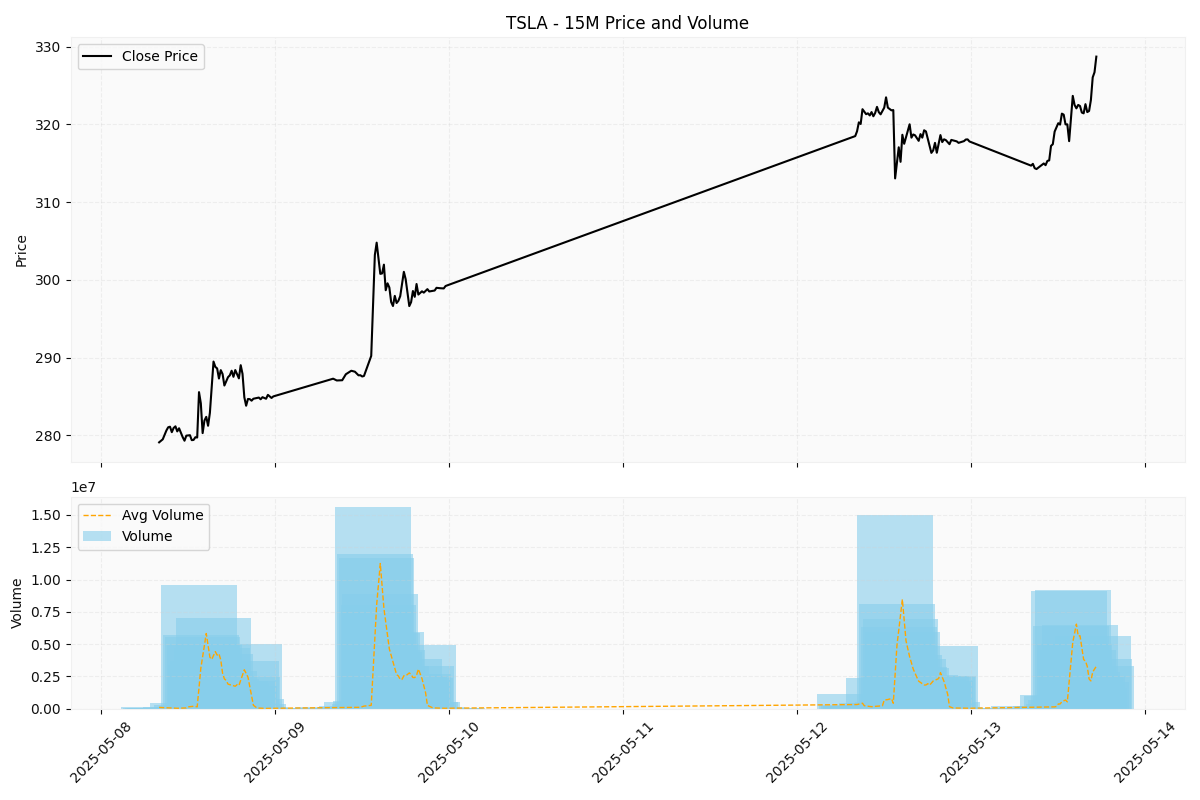 TSLA - 15M Price and Volume
Close Price
330
320
310
300
290
280
Price
1e7
Avg Volume
Volume
1.50
1.25
1.00
0.75
0.50
0.25
0.00
Volume
2025-05-08
2025-05-09
2025-05-10
2025-05-11
2025-05-12
2025-05-13
2025-05-14